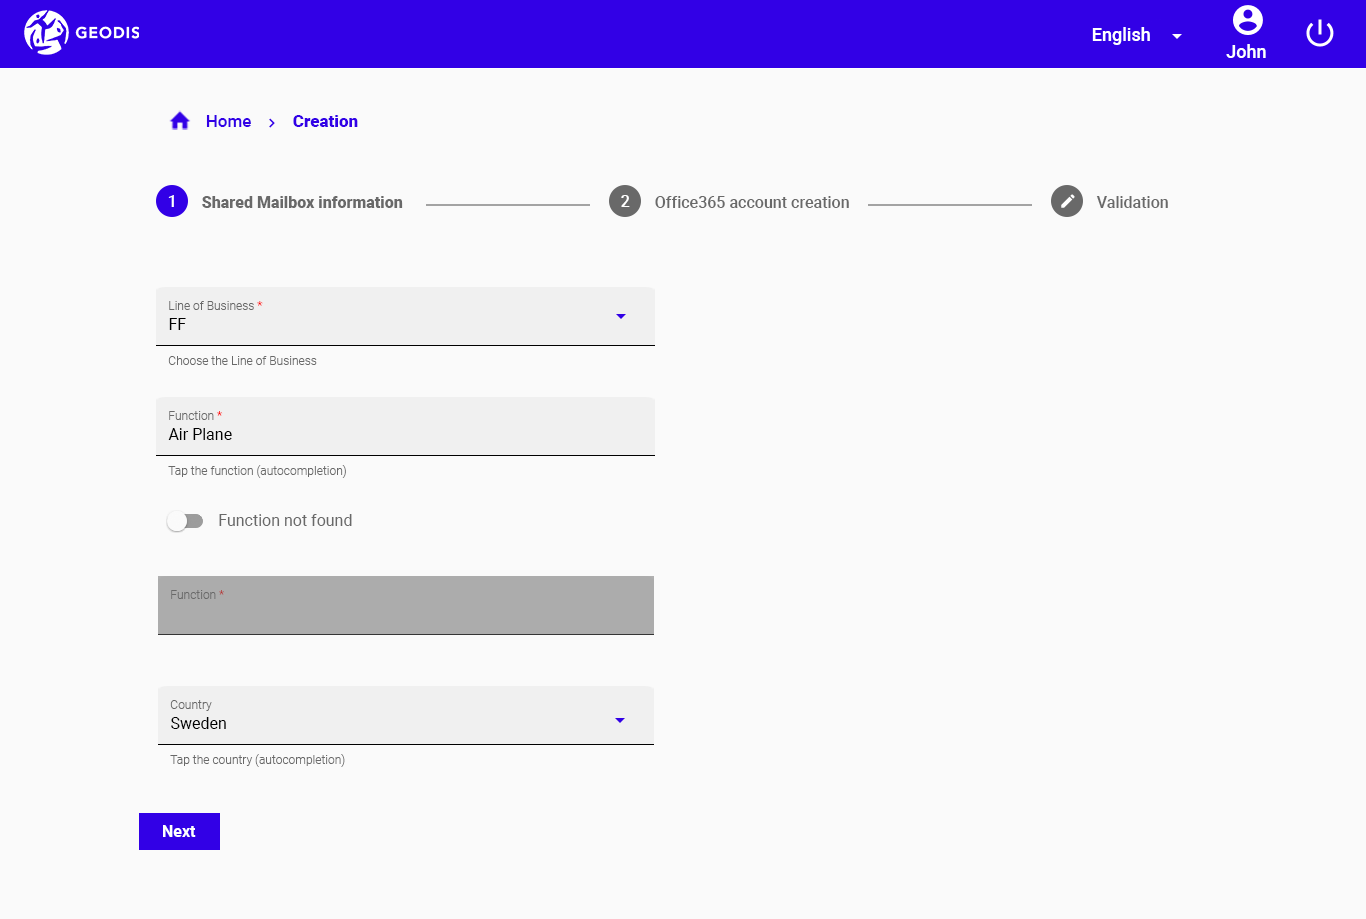 GEODIS
English
John
Home > Creation
1 Shared Mailbox information
2 Office365 account creation
Validation
Line of Business *
FF
Choose the Line of Business
Function *
Air Plane
Tap the function (autocompletion)
Function not found
Function *
Country
Sweden
Tap the country (autocompletion)
Next